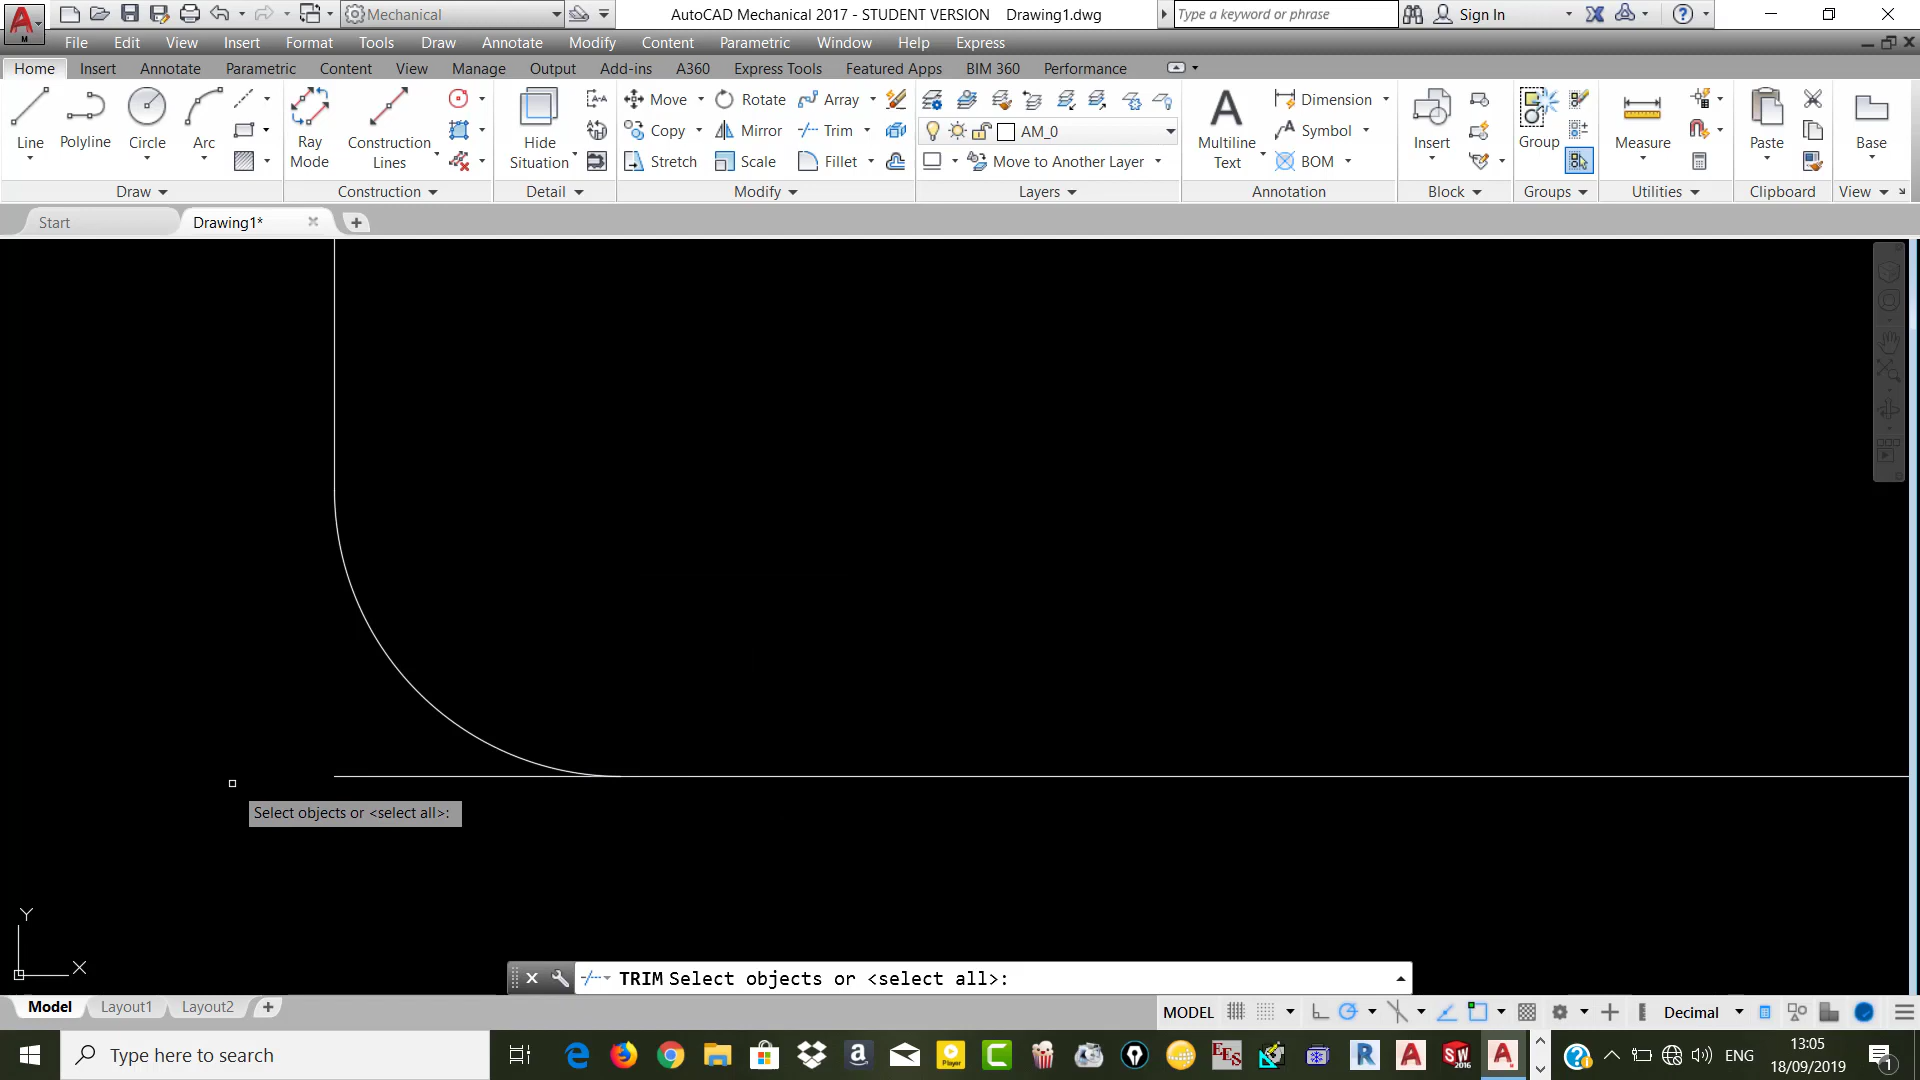 Mechanical
AutoCAD Mechanical 2017 - STUDENT VERSION Drawing1.dwg
Type a keyword or phrase
Sign In
File Edit View Insert Format Tools Draw Annotate Modify Content Parametric Window Help Express
Home Insert Annotate Parametric Content View Manage Output Add-ins A360 Express Tools Featured Apps BIM 360 Performance
Line
Polyline
Circle
Arc
Ray
Mode
Construction
Lines
Hide
Situation
Move
Rotate
Array
Copy
Mirror
Trim
Stretch
Scale
Fillet
AM_0
Move to Another Layer
Multiline
Text
Dimension
Symbol
BOM
Insert
Group
Measure
Paste
Base
Draw
Construction
Detail
Modify
Layers
Annotation
Block
Groups
Utilities
Clipboard
View
Start
Drawing1*
Select objects or <select all>:
Y
X
TRIM Select objects or <select all>:
Model Layout1 Layout2
MODEL
Decimal
Type here to search
Player
EES
SW
2016
ENG
13:05
18/09/2019
1